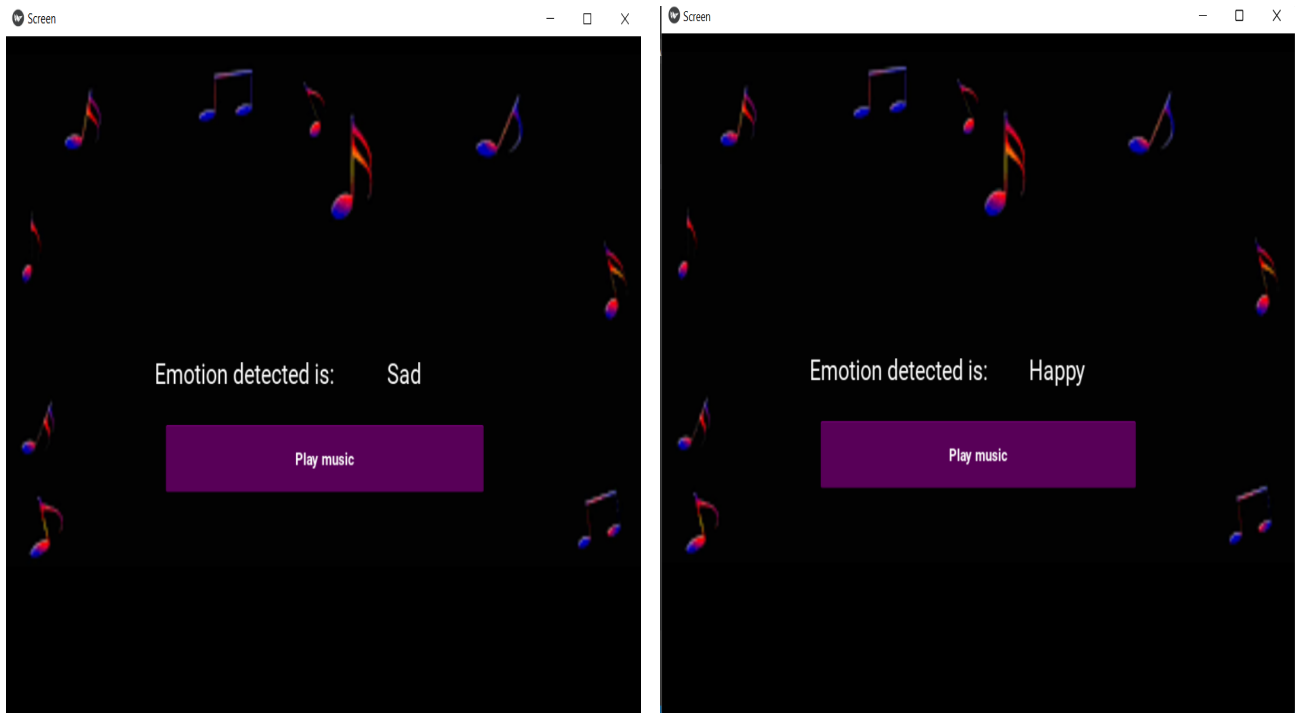 Screen
Emotion detected is: Sad
Play music
Screen
Emotion detected is: Happy
Play music